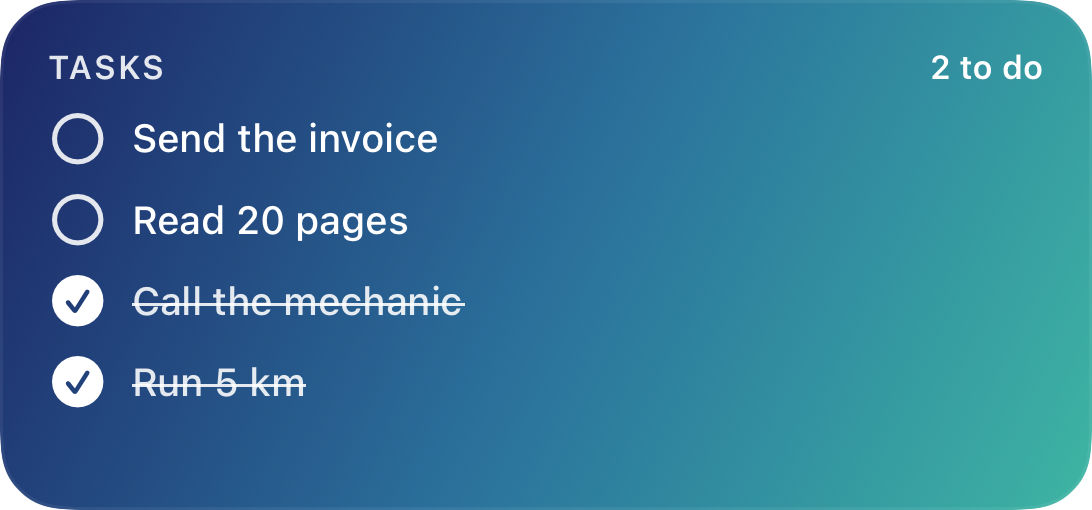 TASKS 2 to do
Send the invoice
Read 20 pages
Call the mechanic
Run 5 km